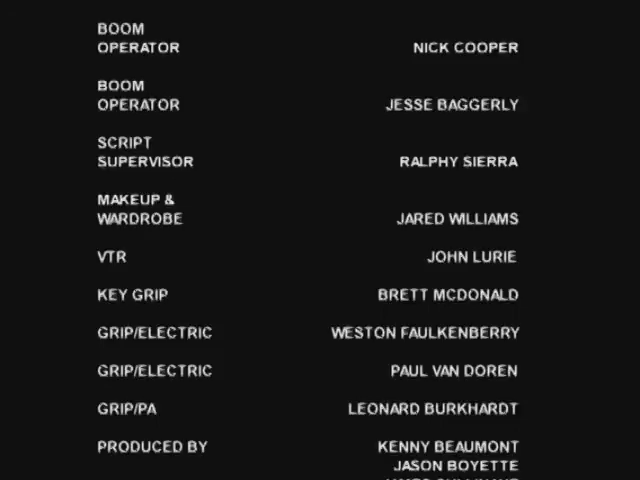 BOOM
OPERATOR NICK COOPER
BOOM
OPERATOR JESSE BAGGERLY
SCRIPT
SUPERVISOR RALPHY SIERRA
MAKEUP &
WARDROBE JARED WILLIAMS
VTR JOHN LURIE
KEY GRIP BRETT MCDONALD
GRIP/ELECTRIC WESTON FAULKENBERRY
GRIP/ELECTRIC PAUL VAN DOREN
GRIP/PA LEONARD BURKHARDT
PRODUCED BY KENNY BEAUMONT
JASON BOYETTE